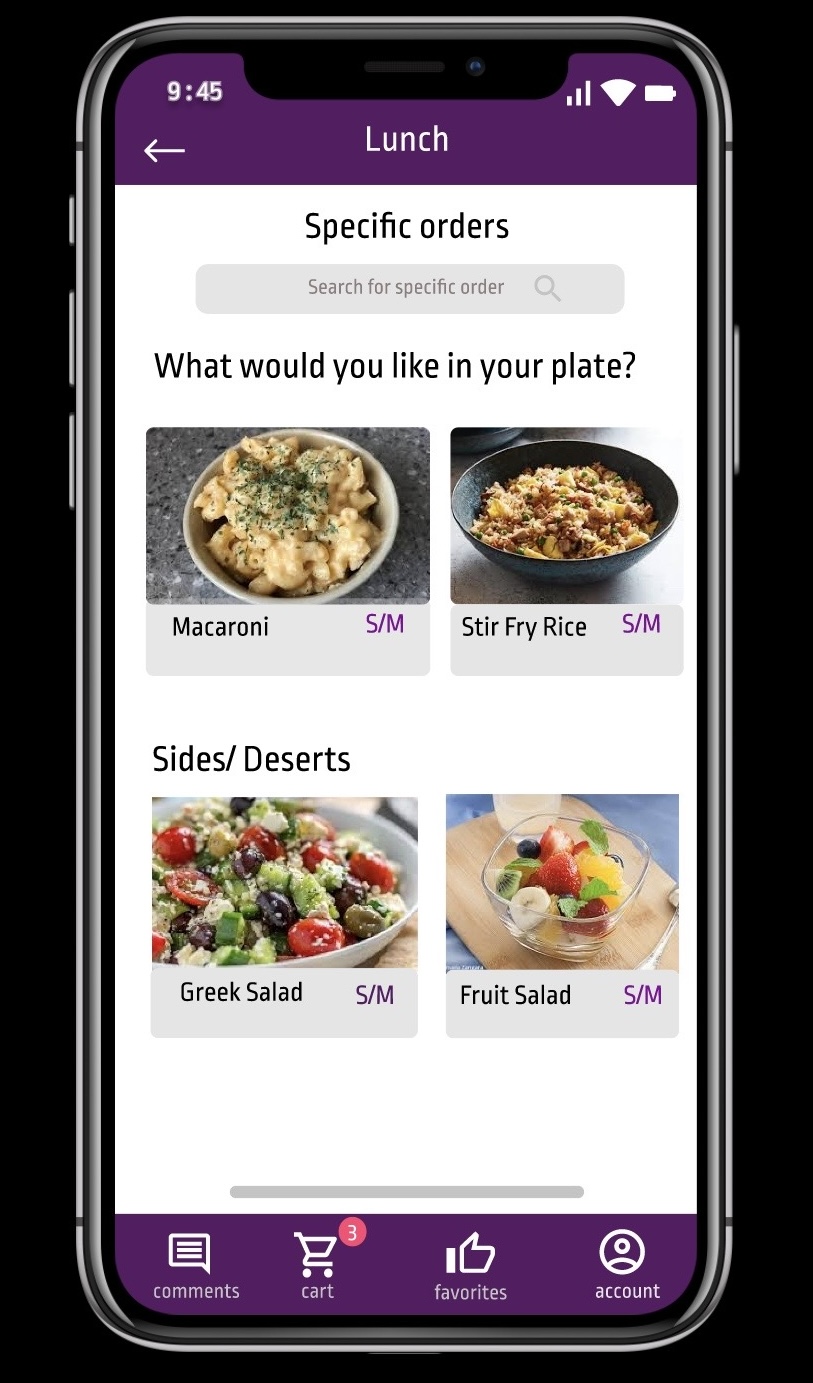 9:45
Lunch
Specific orders
Search for specific order
What would you like in your plate?
Macaroni S/M
Stir Fry Rice S/M
Sides/ Deserts
Greek Salad S/M
Fruit Salad S/M
3
comments cart favorites account